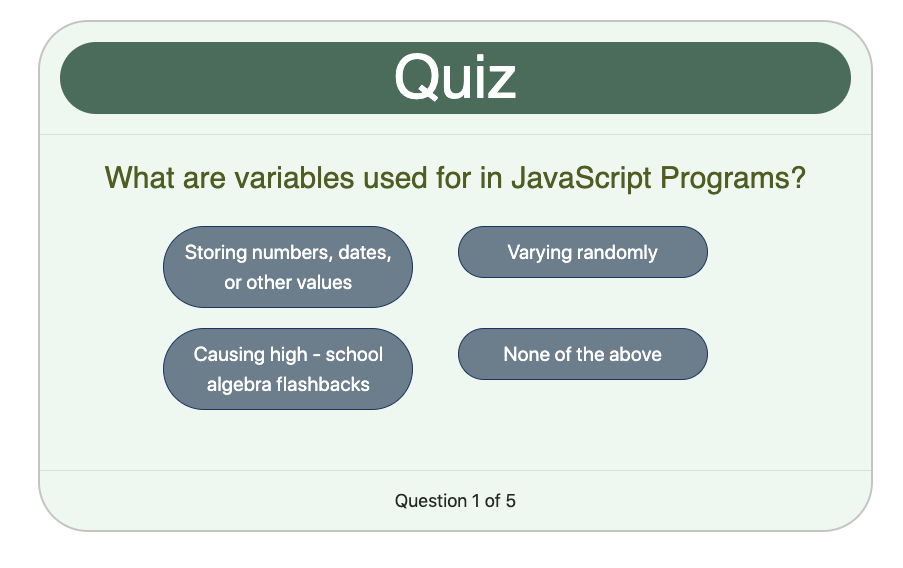 Quiz
What are variables used for in JavaScript Programs?
Storing numbers, dates,
or other values
Varying randomly
Causing high - school
algebra flashbacks
None of the above
Question 1 of 5